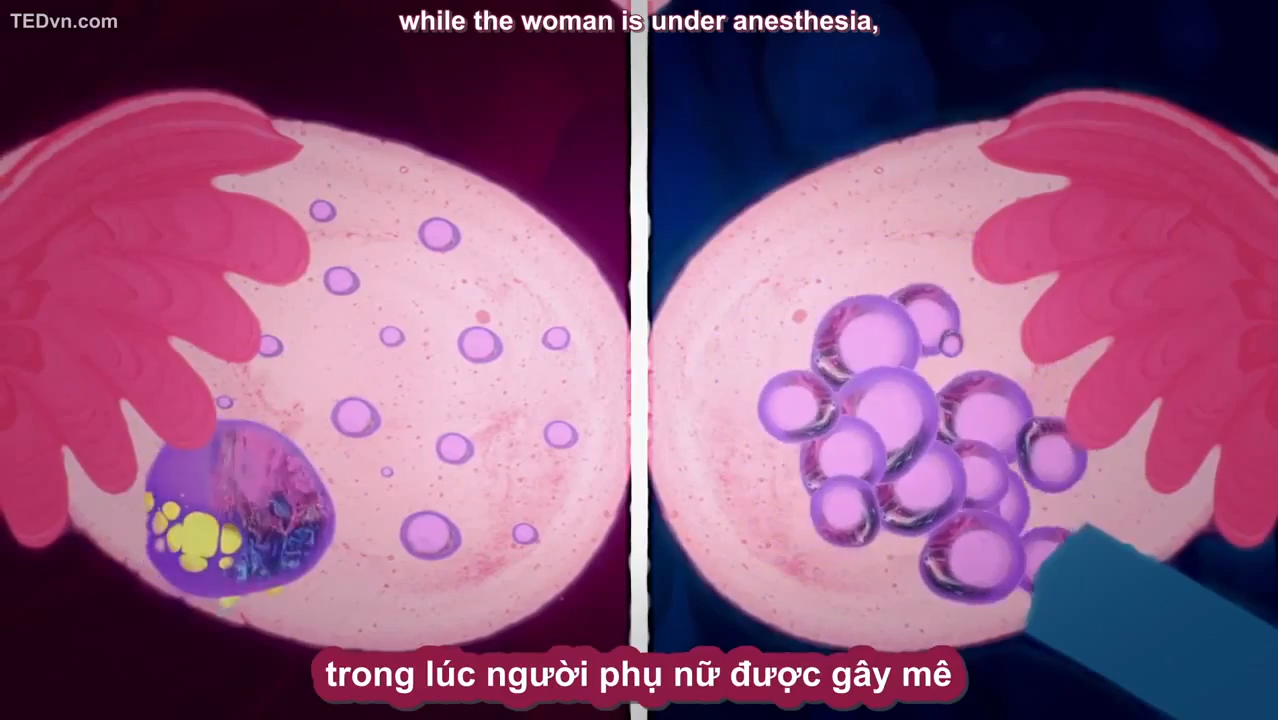 TEDvn.com
while the woman is under anesthesia,
trong lúc người phụ nữ được gây mê